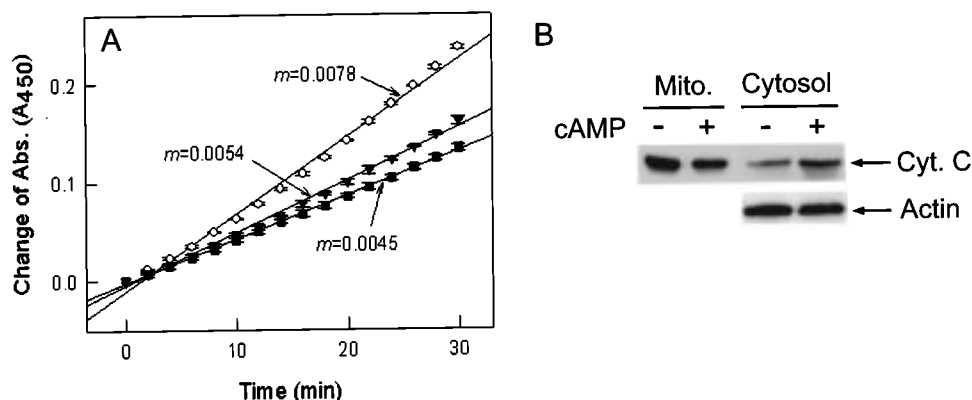 A
Change of Abs. (A450)
0.2
0.1
0.0
m=0.0078
m=0.0054
m=0.0045
0 10 20 30
Time (min)
B
Mito. Cytosol
cAMP - + - +
Cyt. C
Actin